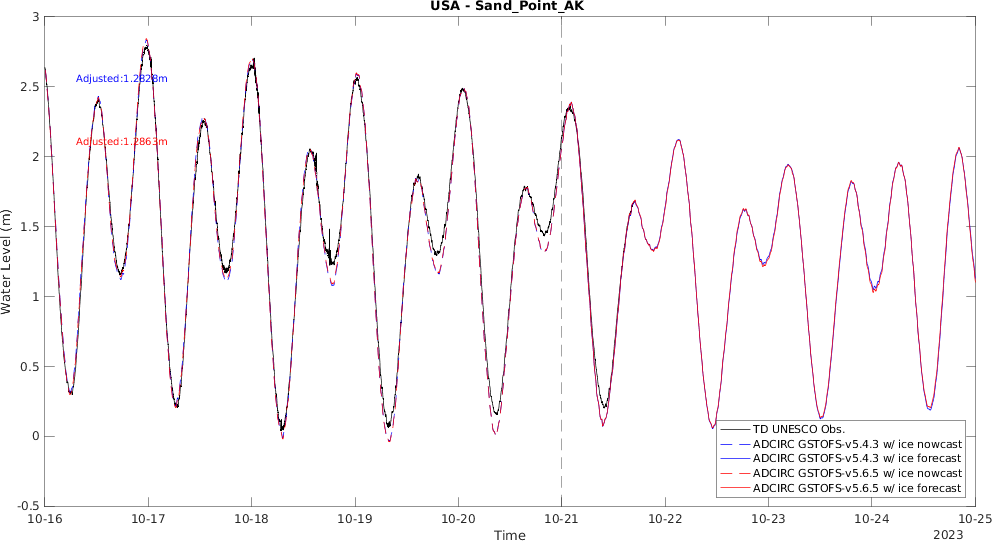 USA - Sand_Point_AK
3
2.5
2
1.5
1
0.5
0
-0.5
Water Level (m)
Adjusted:1.2828m
Adjusted:1.2863m
TD UNESCO Obs.
ADCIRC GSTOFS-v5.4.3 w/ ice nowcast
ADCIRC GSTOFS-v5.4.3 w/ ice forecast
ADCIRC GSTOFS-v5.6.5 w/ ice nowcast
ADCIRC GSTOFS-v5.6.5 w/ ice forecast
10-16 10-17 10-18 10-19 10-20 10-21 10-22 10-23 10-24 10-25
Time
2023